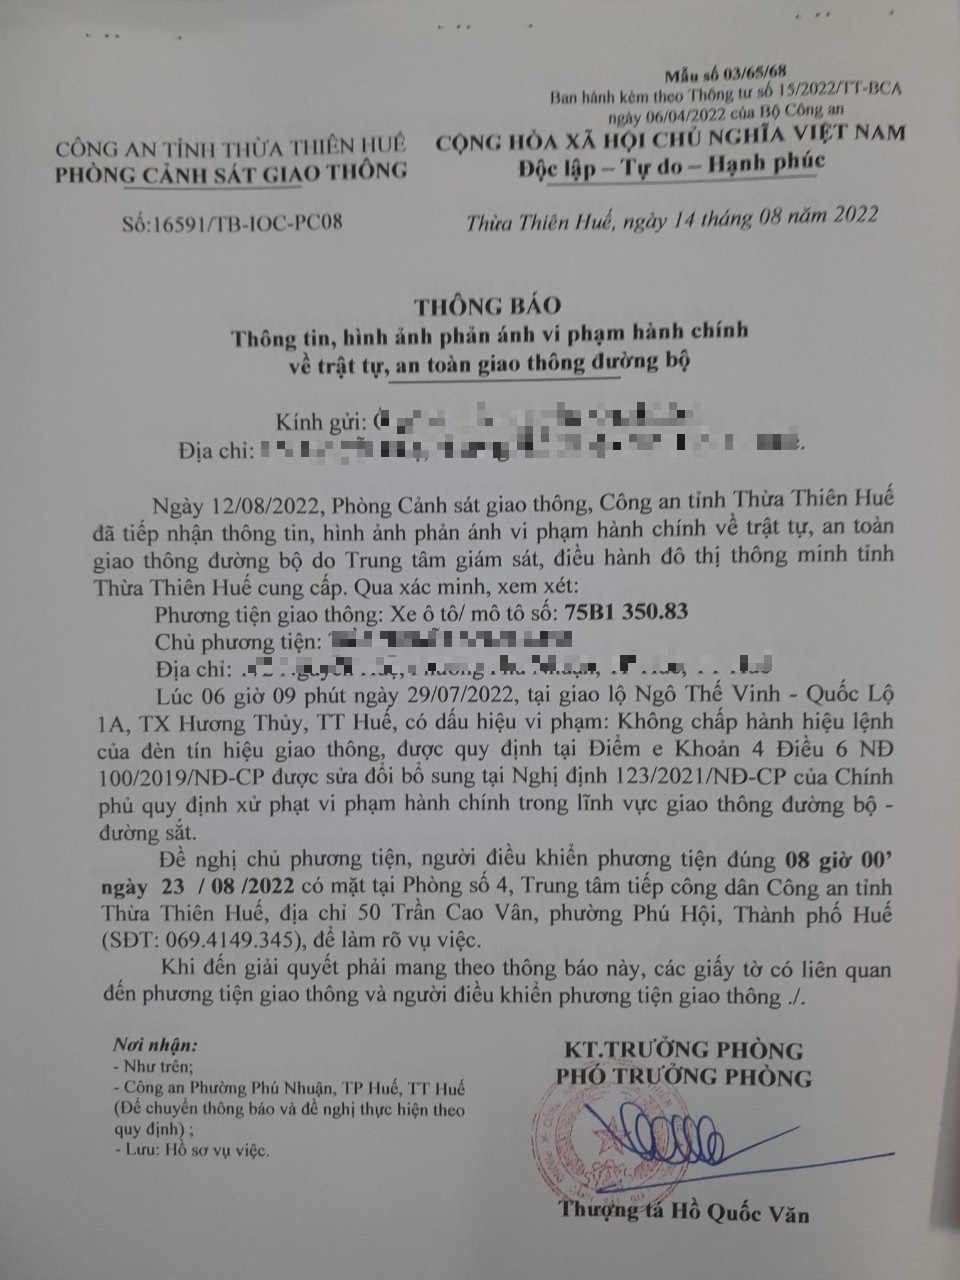 Mẫu số 03/65/68
Ban hành kèm theo Thông tư số 15/2022/TT-BCA
ngày 06/04/2022 của Bộ Công an
CÔNG AN TỈNH THỪA THIÊN HUẾ
PHÒNG CẢNH SÁT GIAO THÔNG
CỘNG HÒA XÃ HỘI CHỦ NGHĨA VIỆT NAM
Độc lập – Tự do – Hạnh phúc
Số:16591/TB-IOC-PC08
Thừa Thiên Huế, ngày 14 tháng 08 năm 2022
THÔNG BÁO
Thông tin, hình ảnh phản ánh vi phạm hành chính
về trật tự, an toàn giao thông đường bộ
Kính gửi:
Địa chỉ:
Ngày 12/08/2022, Phòng Cảnh sát giao thông, Công an tỉnh Thừa Thiên Huế
đã tiếp nhận thông tin, hình ảnh phản ánh vi phạm hành chính về trật tự, an toàn
giao thông đường bộ do Trung tâm giám sát, điều hành đô thị thông minh tỉnh
Thừa Thiên Huế cung cấp. Qua xác minh, xem xét:
Phương tiện giao thông: Xe ô tô/ mô tô số: 75B1 350.83
Chủ phương tiện:
Địa chỉ:
Lúc 06 giờ 09 phút ngày 29/07/2022, tại giao lộ Ngô Thế Vinh - Quốc Lộ
1A, TX Hương Thủy, TT Huế, có dấu hiệu vi phạm: Không chấp hành hiệu lệnh
của đèn tín hiệu giao thông, được quy định tại Điểm e Khoản 4 Điều 6 NĐ
100/2019/NĐ-CP được sửa đổi bổ sung tại Nghị định 123/2021/NĐ-CP của Chính
phủ quy định xử phạt vi phạm hành chính trong lĩnh vực giao thông đường bộ -
đường sắt.
Đề nghị chủ phương tiện, người điều khiển phương tiện đúng 08 giờ 00’
ngày 23 / 08 /2022 có mặt tại Phòng số 4, Trung tâm tiếp công dân Công an tỉnh
Thừa Thiên Huế, địa chỉ 50 Trần Cao Vân, phường Phú Hội, Thành phố Huế
(SĐT: 069.4149.345), để làm rõ vụ việc.
Khi đến giải quyết phải mang theo thông báo này, các giấy tờ có liên quan
đến phương tiện giao thông và người điều khiển phương tiện giao thông ./.
Nơi nhận:
- Như trên;
- Công an Phường Phú Nhuận, TP Huế, TT Huế
(Để chuyển thông báo và đề nghị thực hiện theo
quy định) ;
- Lưu: Hồ sơ vụ việc.
KT.TRƯỞNG PHÒNG
PHÓ TRƯỞNG PHÒNG
Thượng tá Hồ Quốc Văn